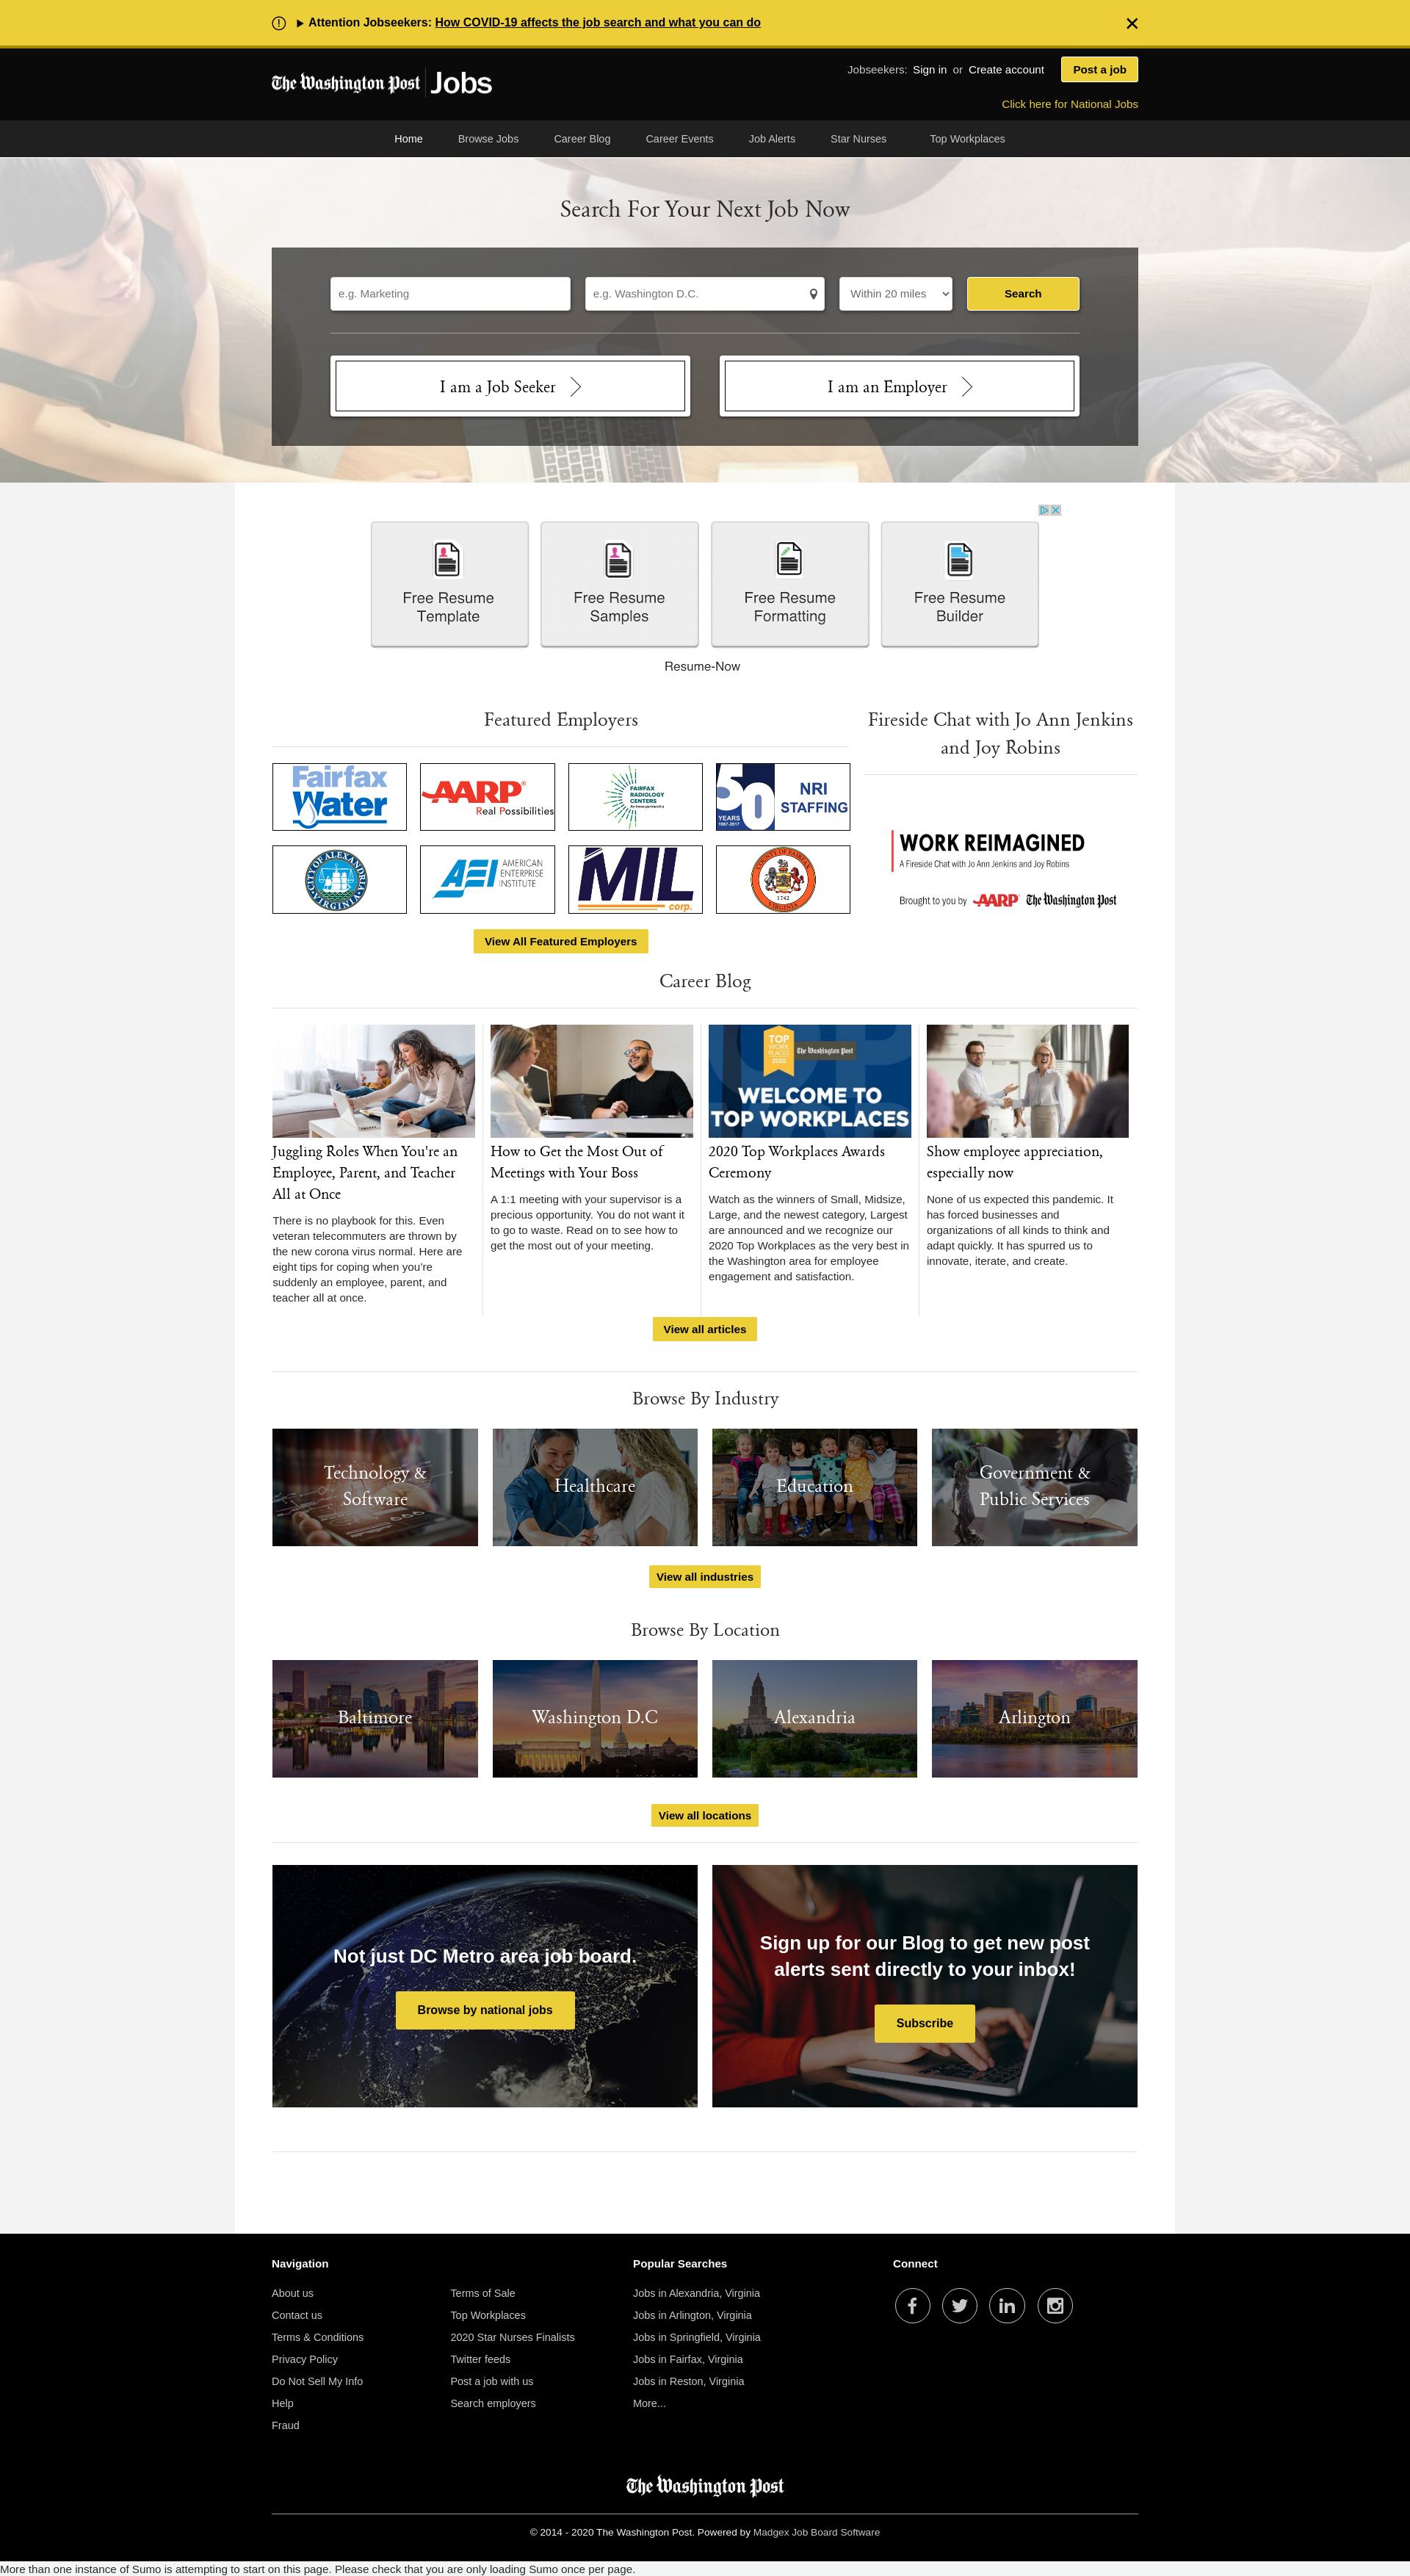 Attention Jobseekers: How COVID-19 affects the job search and what you can do
The Washington Post Jobs
Jobseekers: Sign in or Create account
Post a job
Click here for National Jobs
Home Browse Jobs Career Blog Career Events Job Alerts Star Nurses Top Workplaces
Search For Your Next Job Now
e.g. Marketing
e.g. Washington D.C.
Within 20 miles
Search
I am a Job Seeker
I am an Employer
Free Resume
Template
Free Resume
Samples
Free Resume
Formatting
Free Resume
Builder
Resume-Now
Featured Employers
Fairfax
Water
AARP®
Real Possibilities
FAIRFAX
RADIOLOGY
CENTERS
50
YEARS
1967-2017
NRI
STAFFING
CITY OF ALEXANDRIA
VIRGINIA
AEI
AMERICAN
ENTERPRISE
INSTITUTE
MIL
corp.
COUNTY OF FAIRFAX
1742
VIRGINIA
View All Featured Employers
Fireside Chat with Jo Ann Jenkins
and Joy Robins
WORK REIMAGINED
A Fireside Chat with Jo Ann Jenkins and Joy Robins
Brought to you by AARP The Washington Post
Career Blog
Juggling Roles When You're an
Employee, Parent, and Teacher
All at Once
There is no playbook for this. Even
veteran telecommuters are thrown by
the new corona virus normal. Here are
eight tips for coping when you’re
suddenly an employee, parent, and
teacher all at once.
How to Get the Most Out of
Meetings with Your Boss
A 1:1 meeting with your supervisor is a
precious opportunity. You do not want it
to go to waste. Read on to see how to
get the most out of your meeting.
TOP
WORK
PLACES
2020
The Washington Post
WELCOME TO
TOP WORKPLACES
2020 Top Workplaces Awards
Ceremony
Watch as the winners of Small, Midsize,
Large, and the newest category, Largest
are announced and we recognize our
2020 Top Workplaces as the very best in
the Washington area for employee
engagement and satisfaction.
Show employee appreciation,
especially now
None of us expected this pandemic. It
has forced businesses and
organizations of all kinds to think and
adapt quickly. It has spurred us to
innovate, iterate, and create.
View all articles
Browse By Industry
Technology &
Software
Healthcare
Education
Government &
Public Services
View all industries
Browse By Location
Baltimore
Washington D.C
Alexandria
Arlington
View all locations
Not just DC Metro area job board.
Browse by national jobs
Sign up for our Blog to get new post
alerts sent directly to your inbox!
Subscribe
Navigation
About us
Contact us
Terms & Conditions
Privacy Policy
Do Not Sell My Info
Help
Fraud
Terms of Sale
Top Workplaces
2020 Star Nurses Finalists
Twitter feeds
Post a job with us
Search employers
Popular Searches
Jobs in Alexandria, Virginia
Jobs in Arlington, Virginia
Jobs in Springfield, Virginia
Jobs in Fairfax, Virginia
Jobs in Reston, Virginia
More...
Connect
The Washington Post
© 2014 - 2020 The Washington Post. Powered by Madgex Job Board Software
More than one instance of Sumo is attempting to start on this page. Please check that you are only loading Sumo once per page.